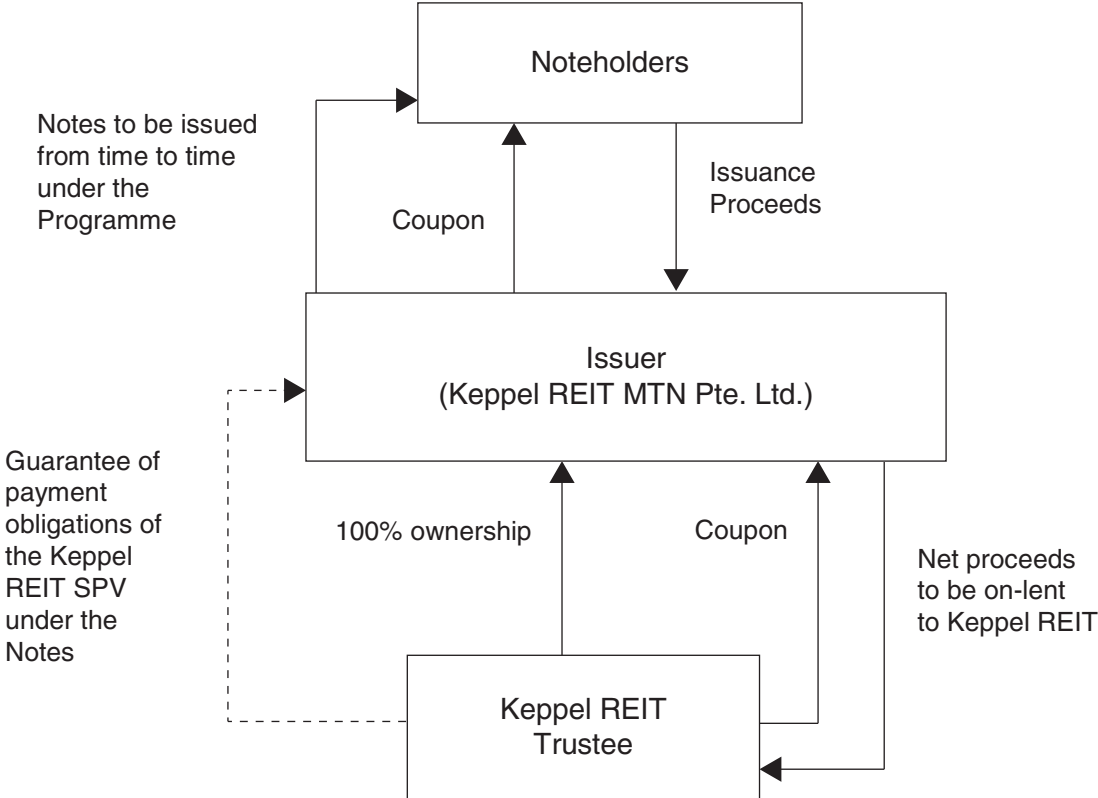 Noteholders
Notes to be issued
from time to time
under the
Programme
Coupon
Issuance
Proceeds
Issuer
(Keppel REIT MTN Pte. Ltd.)
Guarantee of
payment
obligations of
the Keppel
REIT SPV
under the
Notes
100% ownership
Coupon
Net proceeds
to be on-lent
to Keppel REIT
Keppel REIT
Trustee